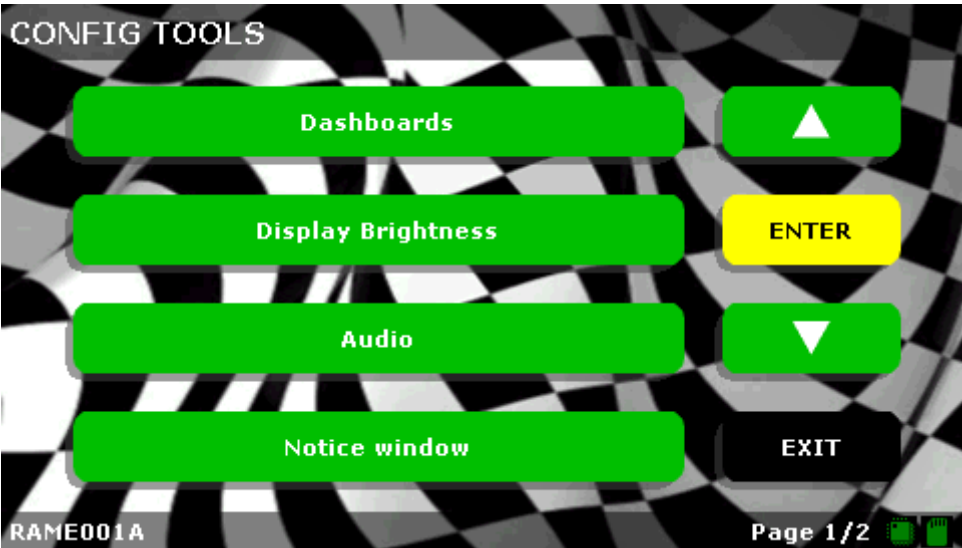 CONFIG TOOLS
Dashboards
Display Brightness
ENTER
Audio
Notice window
EXIT
RAME001A
Page 1/2